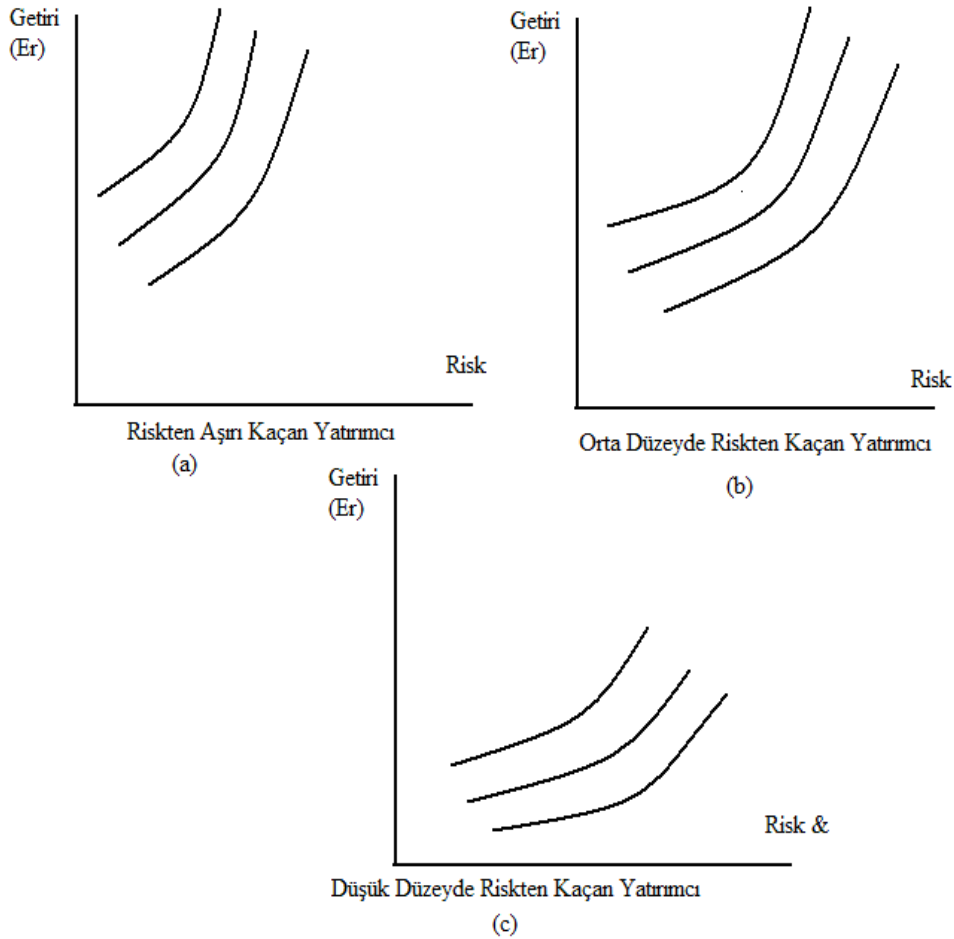 Getiri
(Er)
Risk
Riskten Aşırı Kaçan Yatırımcı
(a)
Getiri
(Er)
Risk
Orta Düzeyde Riskten Kaçan Yatırımcı
(b)
Getiri
(Er)
Risk &
Düşük Düzeyde Riskten Kaçan Yatırımcı
(c)